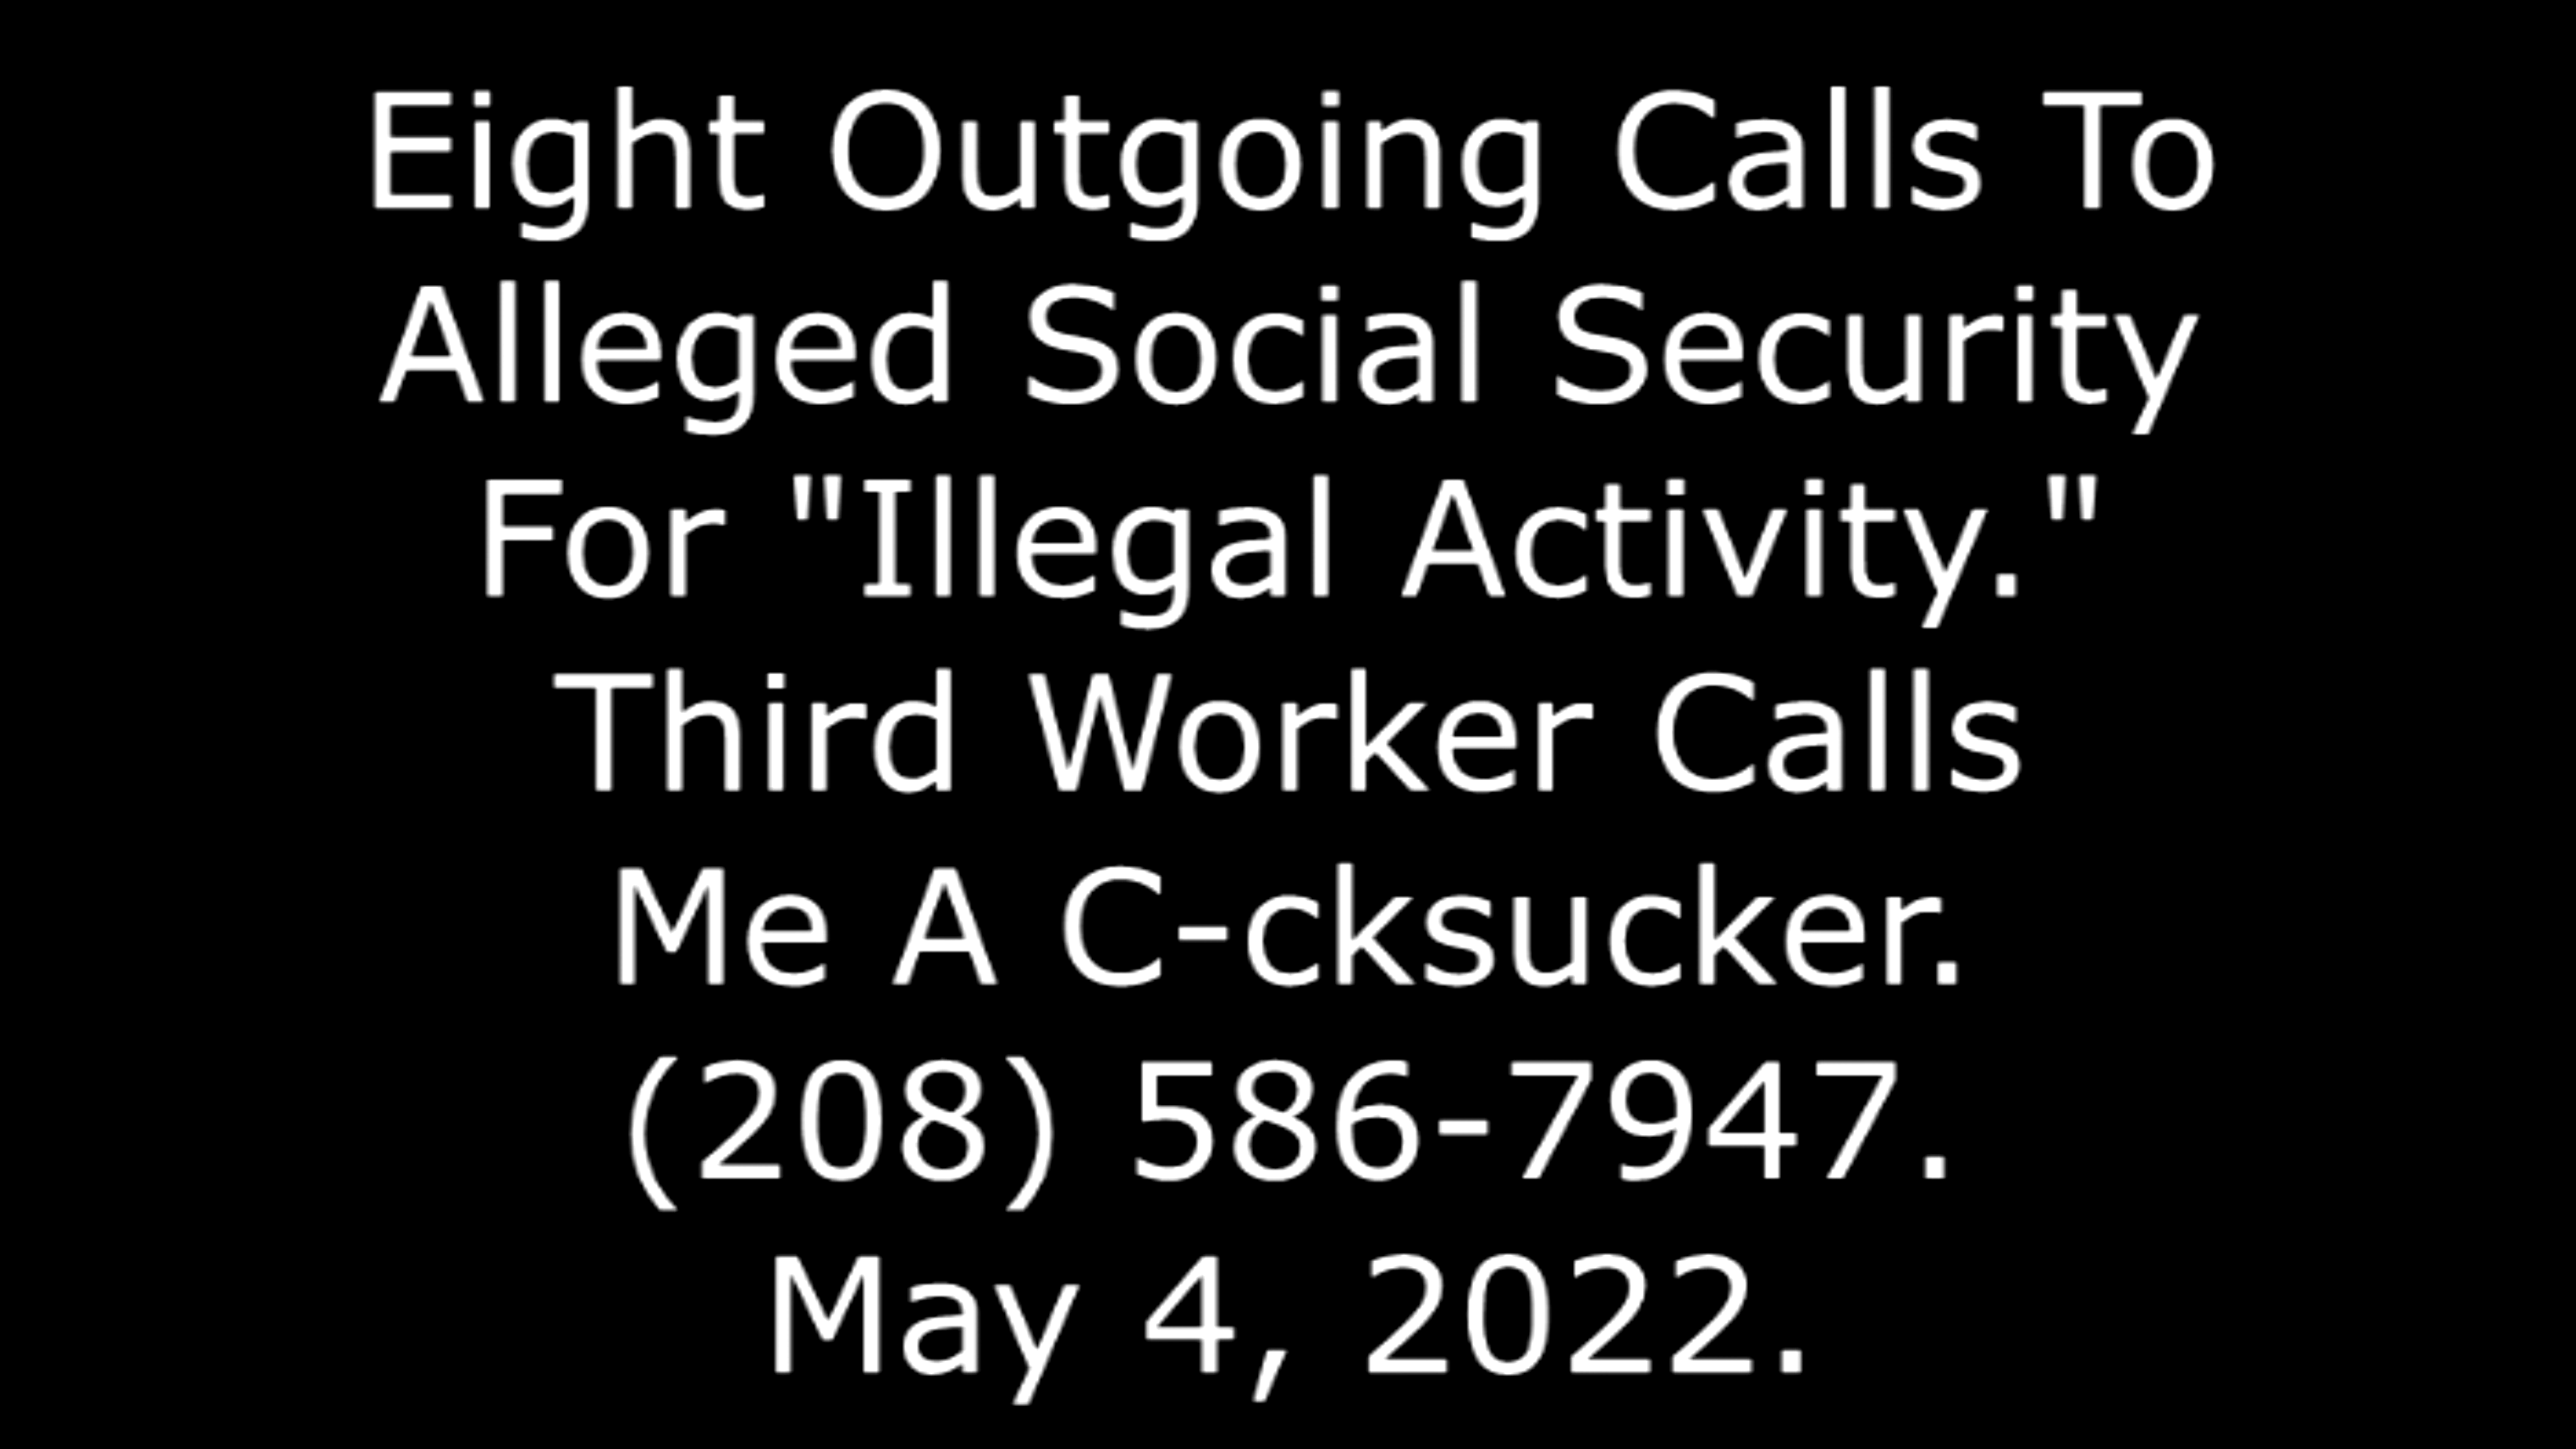 Eight Outgoing Calls To
Alleged Social Security
For "Illegal Activity."
Third Worker Calls
Me A C-cksucker.
(208) 586-7947.
May 4, 2022.